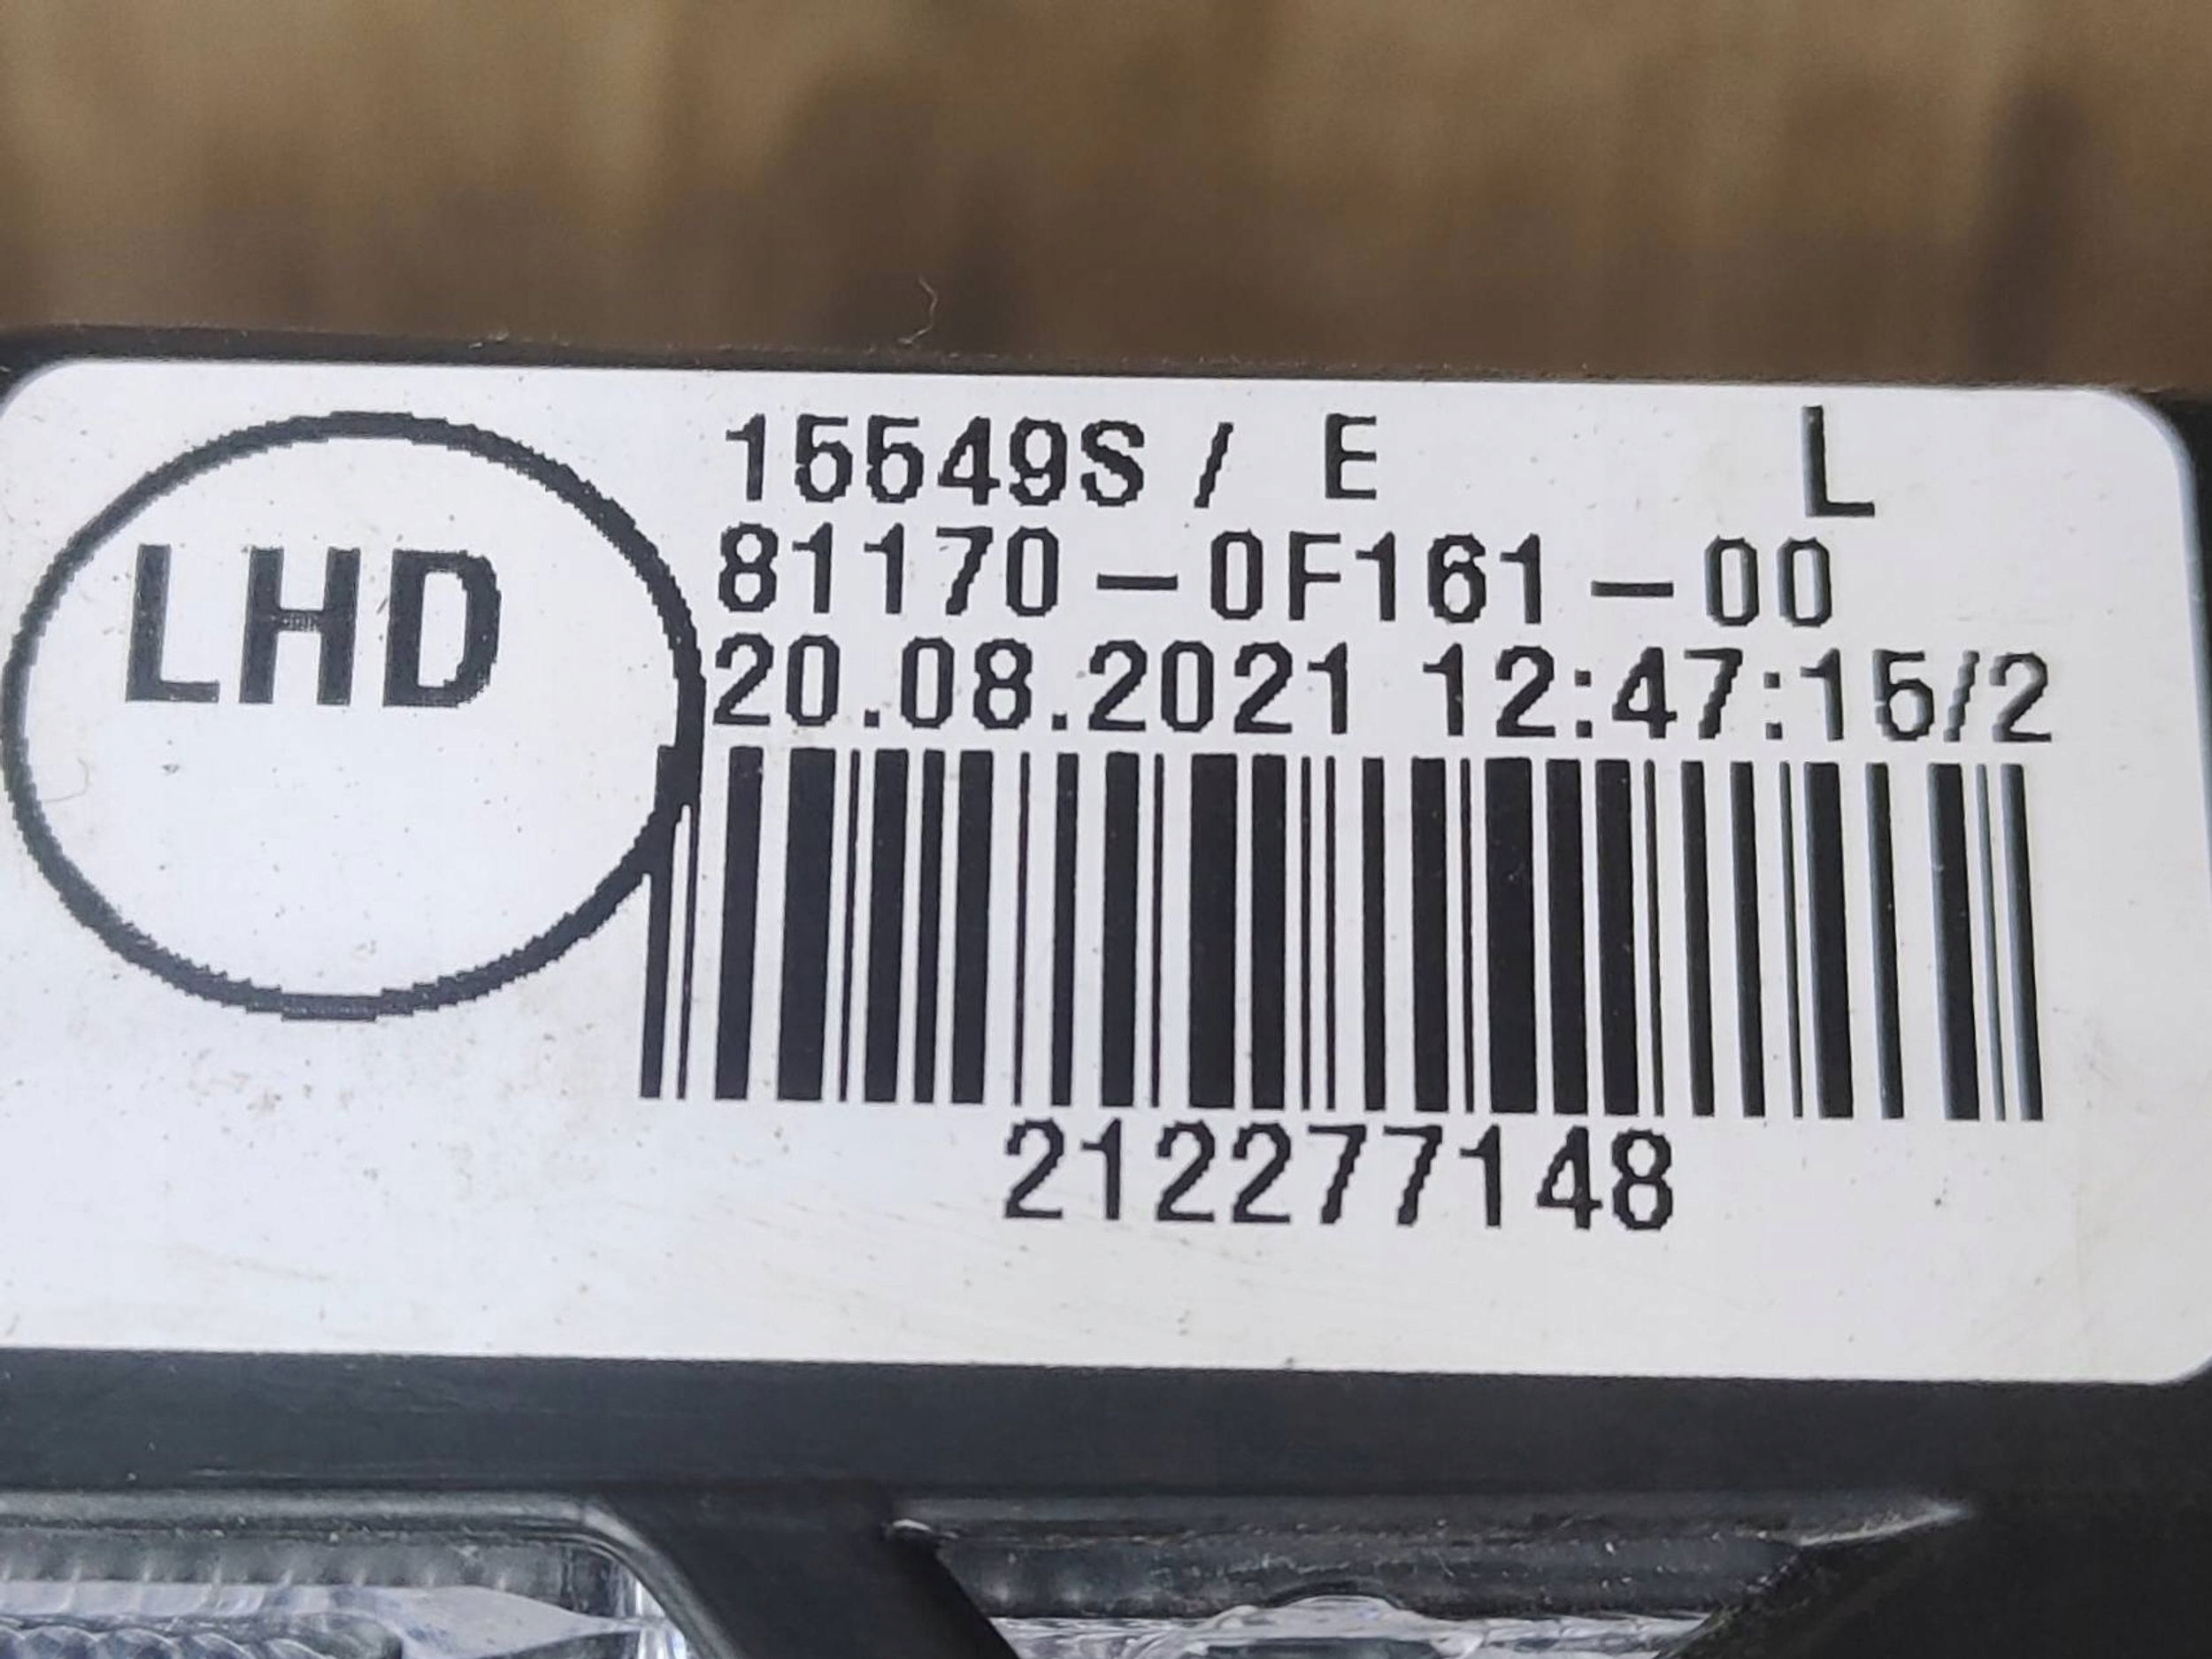 LHD
15549S / E L
81170-0F161-00
20.08.2021 12:47:15/2
212277148